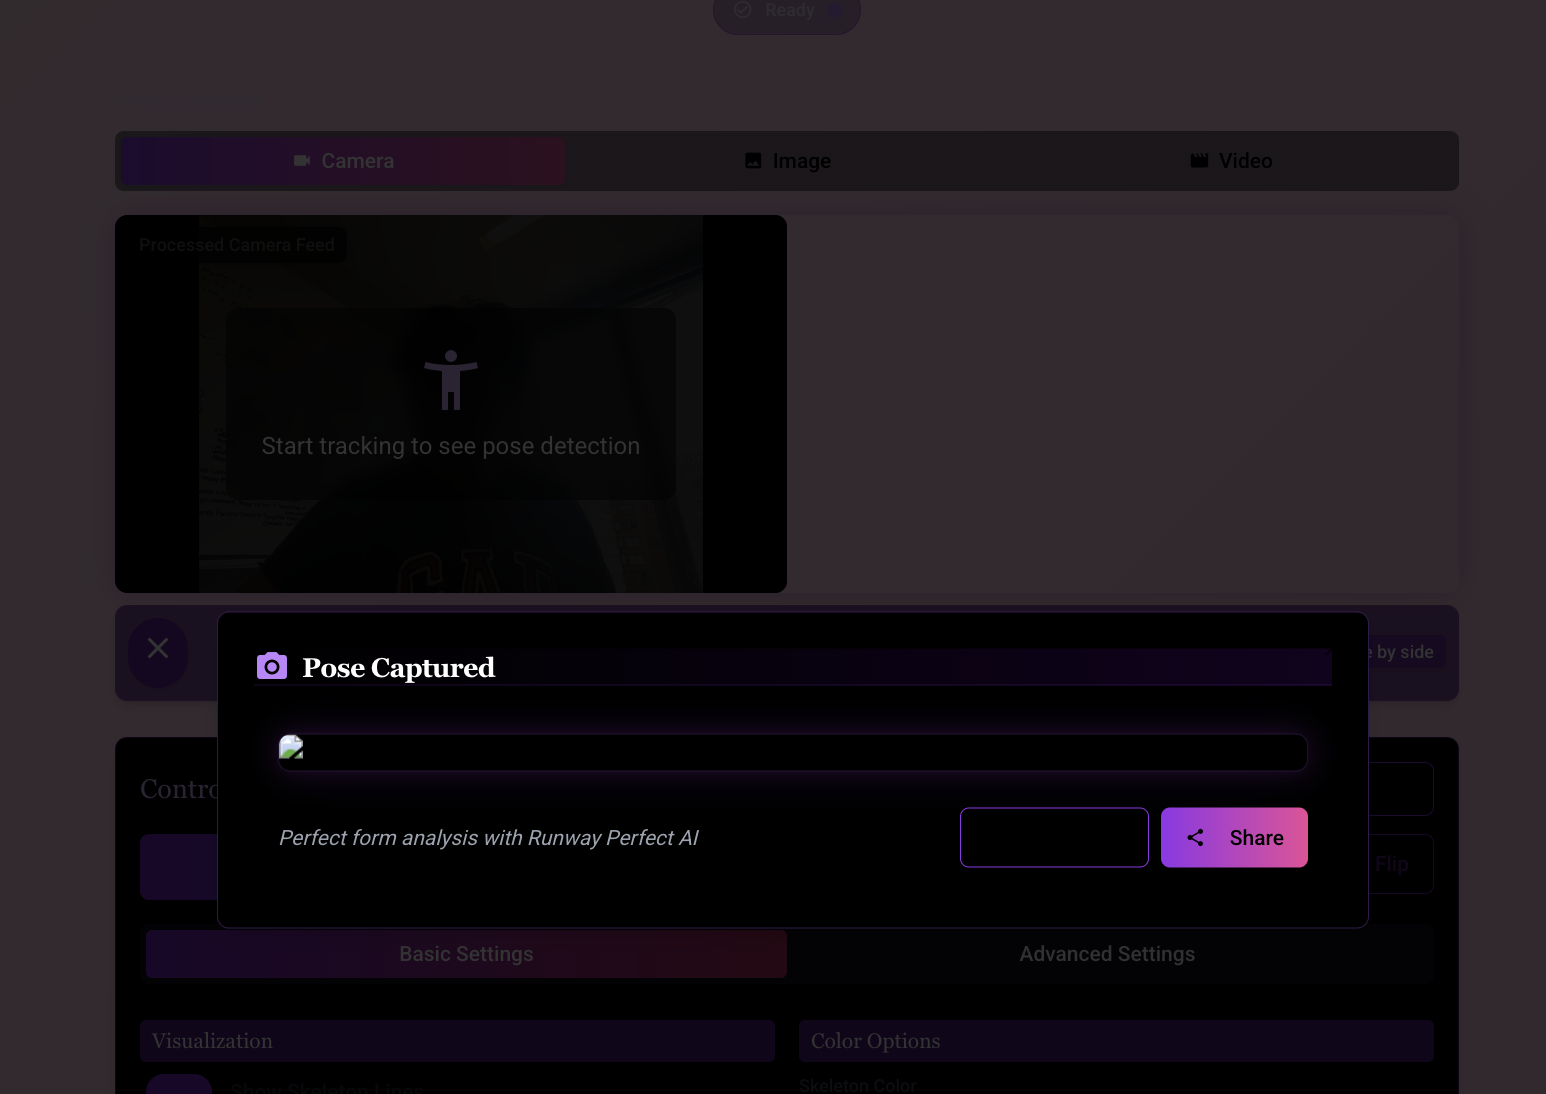 Ready
Camera
Image
Video
Processed Camera Feed
Start tracking to see pose detection
GAP
by side
Pose Captured
Perfect form analysis with Runway Perfect AI
Share
Flip
Basic Settings
Advanced Settings
Visualization
Color Options
Show Skeleton Lines
Skeleton Color